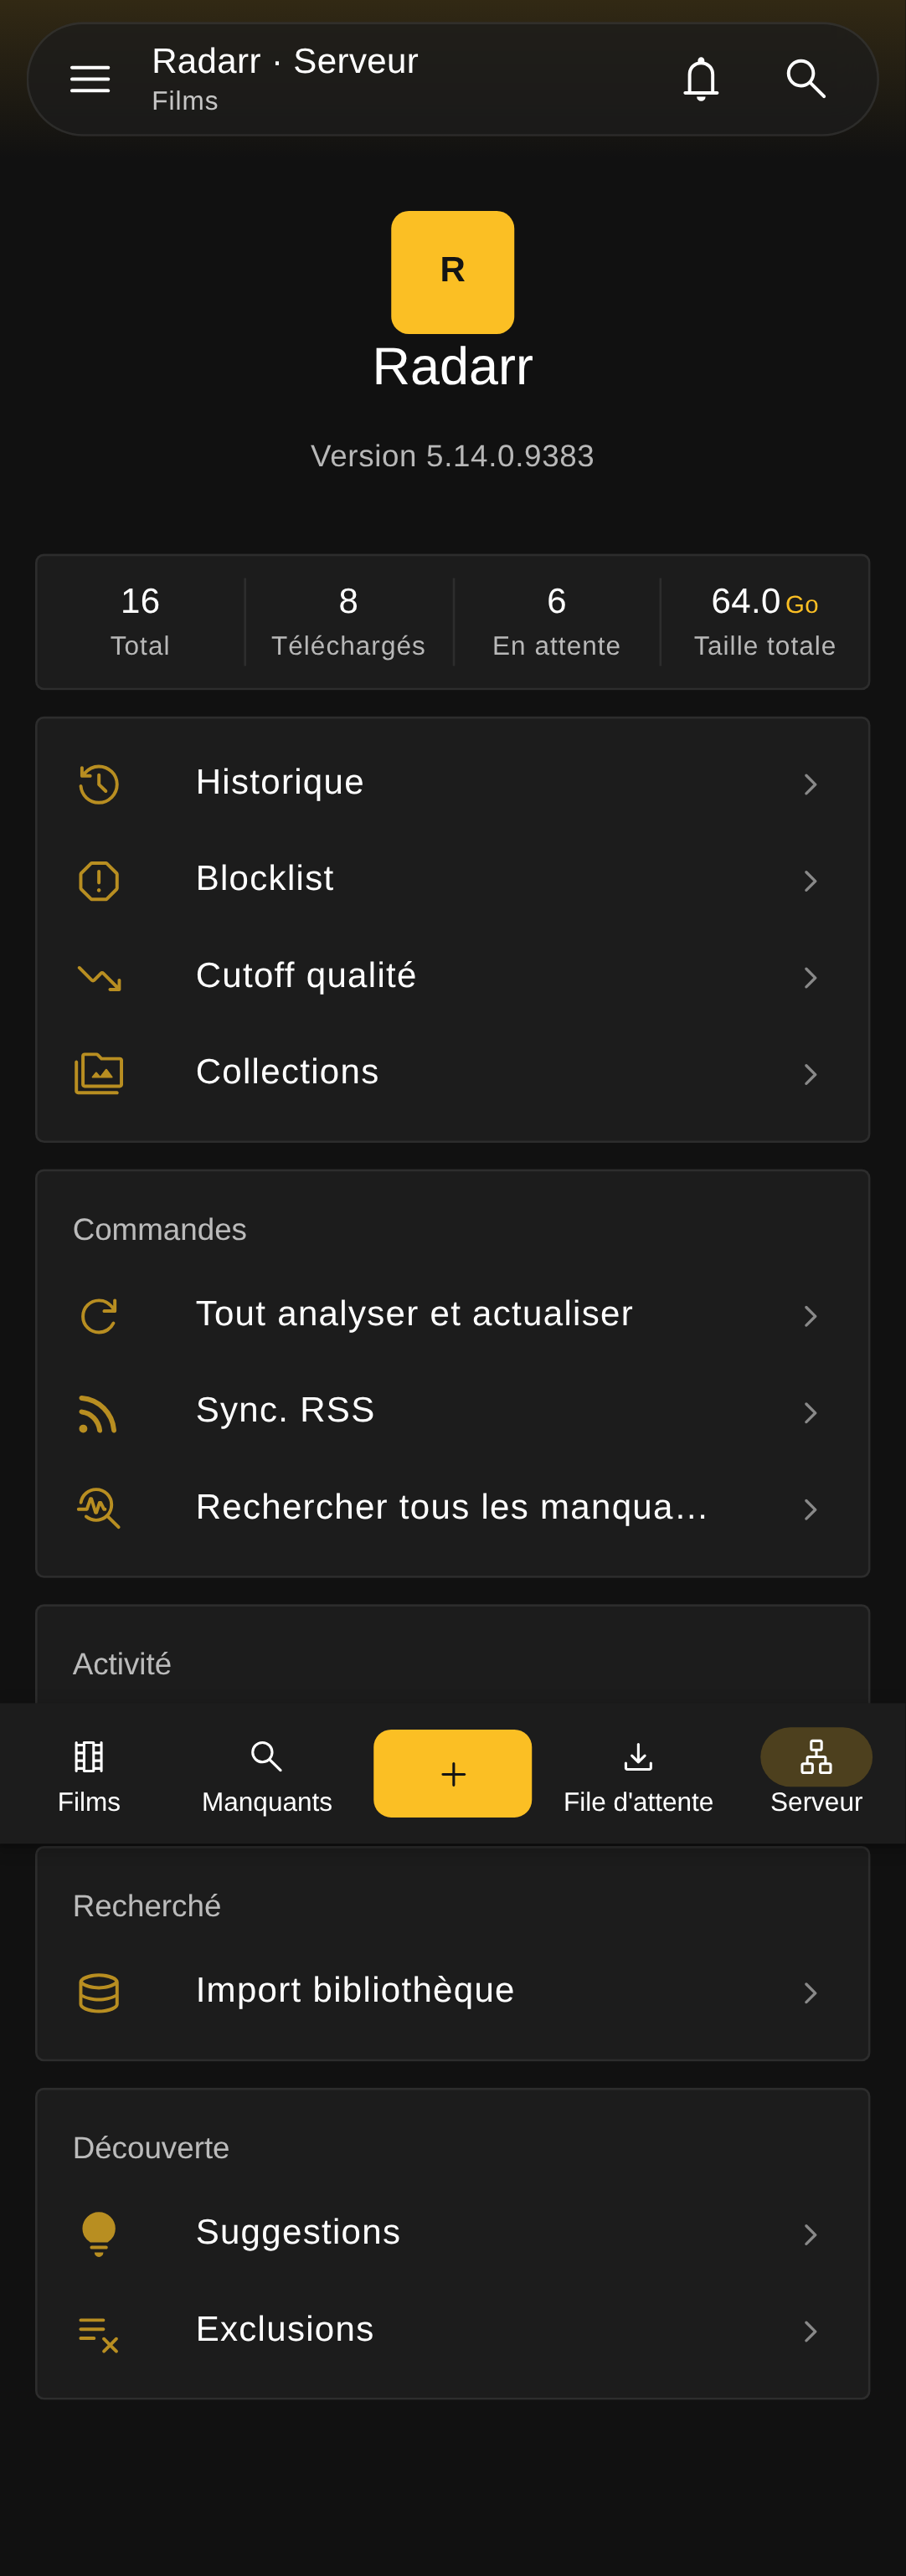 Radarr · Serveur
Films
R
Radarr
Version 5.14.0.9383
16
Total
8
Téléchargés
6
En attente
64.0 Go
Taille totale
Historique
Blocklist
Cutoff qualité
Collections
Commandes
Tout analyser et actualiser
Sync. RSS
Rechercher tous les manqua...
Activité
Films
Manquants
File d'attente
Serveur
Recherché
Import bibliothèque
Découverte
Suggestions
Exclusions